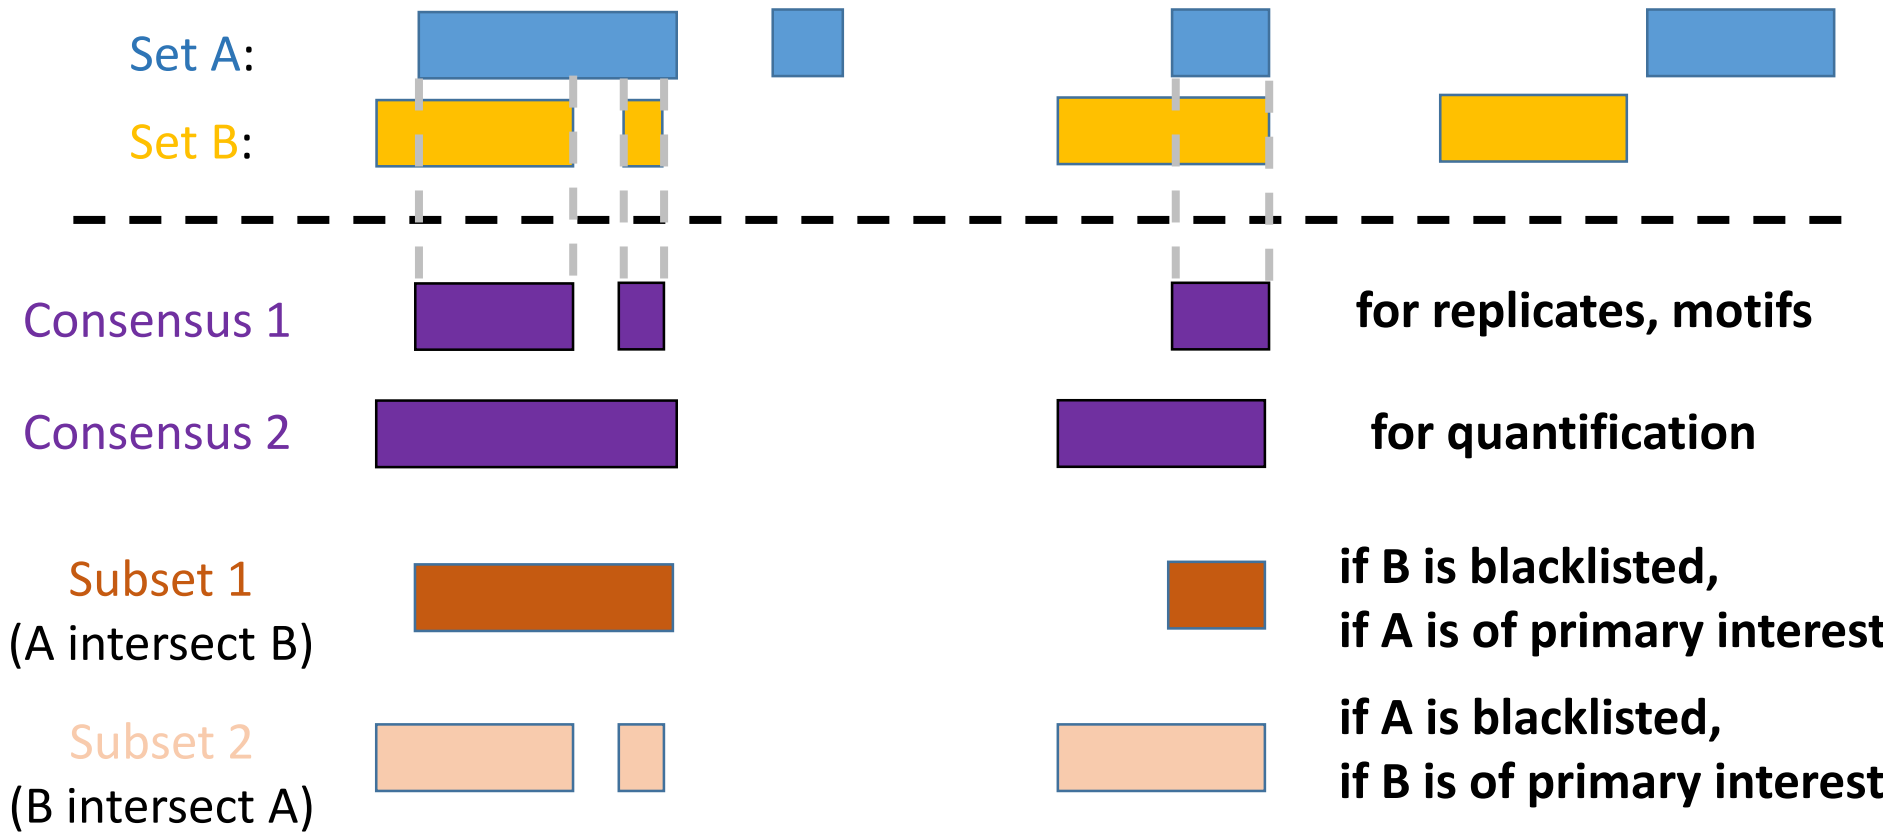 Set A:
Set B:
Consensus 1
for replicates, motifs
Consensus 2
for quantification
Subset 1
(A intersect B)
if B is blacklisted,
if A is of primary interest
Subset 2
(B intersect A)
if A is blacklisted,
if B is of primary interest